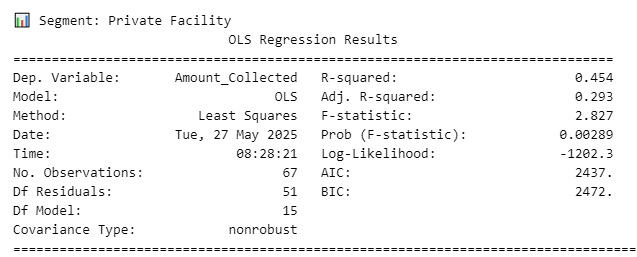 📊 Segment: Private Facility
OLS Regression Results
==============================================================================
Dep. Variable: Amount_Collected R-squared: 0.454
Model: OLS Adj. R-squared: 0.293
Method: Least Squares F-statistic: 2.827
Date: Tue, 27 May 2025 Prob (F-statistic): 0.00289
Time: 08:28:21 Log-Likelihood: -1202.3
No. Observations: 67 AIC: 2437.
Df Residuals: 51 BIC: 2472.
Df Model: 15
Covariance Type: nonrobust
=================================================================================